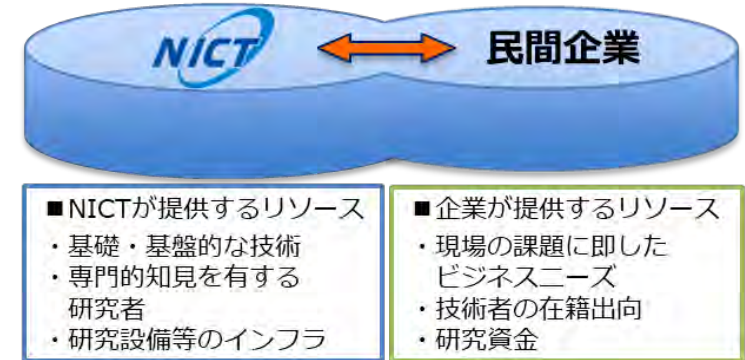 NICT
民間企業
■NICTが提供するリソース
・基礎・基盤的な技術
・専門的知見を有する
研究者
・研究設備等のインフラ
■企業が提供するリソース
・現場の課題に即した
ビジネスニーズ
・技術者の在籍出向
・研究資金